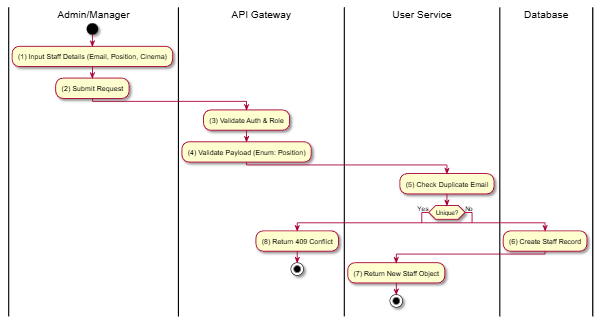 Admin/Manager
API Gateway
User Service
Database
(1) Input Staff Details (Email, Position, Cinema)
(2) Submit Request
(3) Validate Auth & Role
(4) Validate Payload (Enum: Position)
(5) Check Duplicate Email
Yes
Unique?
No
(8) Return 409 Conflict
(6) Create Staff Record
(7) Return New Staff Object